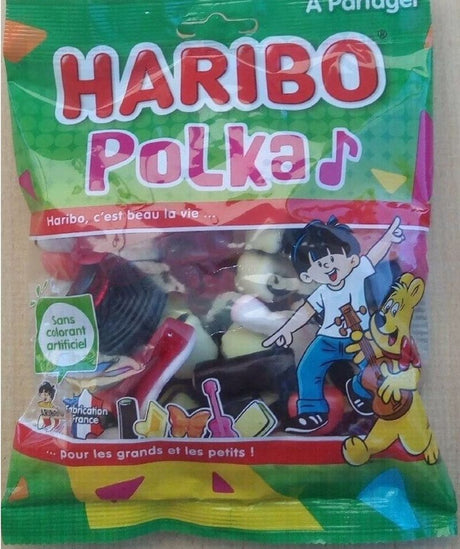 A Partager
HARIBO
®
Polka♪
Haribo, c'est beau la vie ...
Sans
colorant
artificiel
Fabrication
France
... pour les grands et les petits !